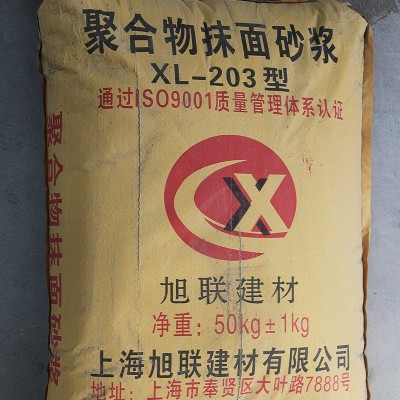 聚合物抹面砂浆
XL-203型
通过ISO9001质量管理体系认证
聚合物抹面砂浆
X
旭联建材
净重：50kg±1kg
上海旭联建材有限公司
地址：上海市奉贤区大叶路7888号